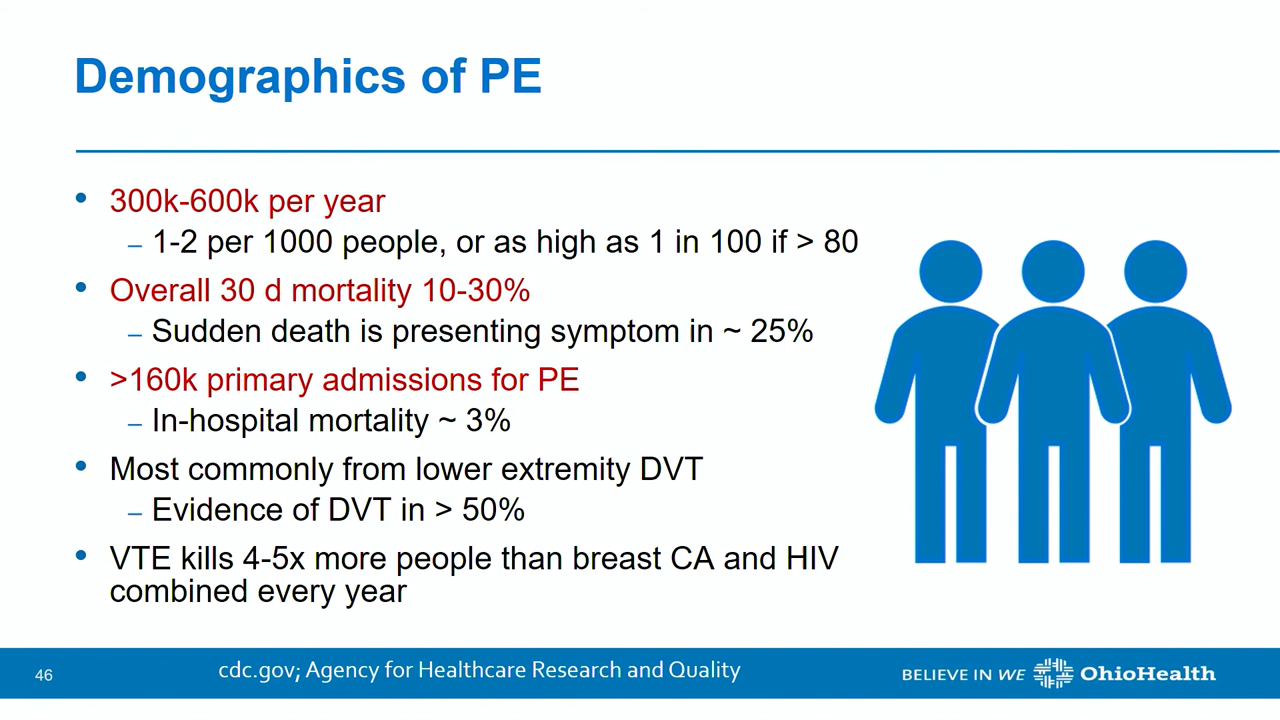 Demographics of PE
• 300k-600k per year
– 1-2 per 1000 people, or as high as 1 in 100 if > 80
• Overall 30 d mortality 10-30%
– Sudden death is presenting symptom in ~ 25%
• >160k primary admissions for PE
– In-hospital mortality ~ 3%
• Most commonly from lower extremity DVT
– Evidence of DVT in > 50%
• VTE kills 4-5x more people than breast CA and HIV
combined every year
46
cdc.gov; Agency for Healthcare Research and Quality
BELIEVE IN WE OhioHealth